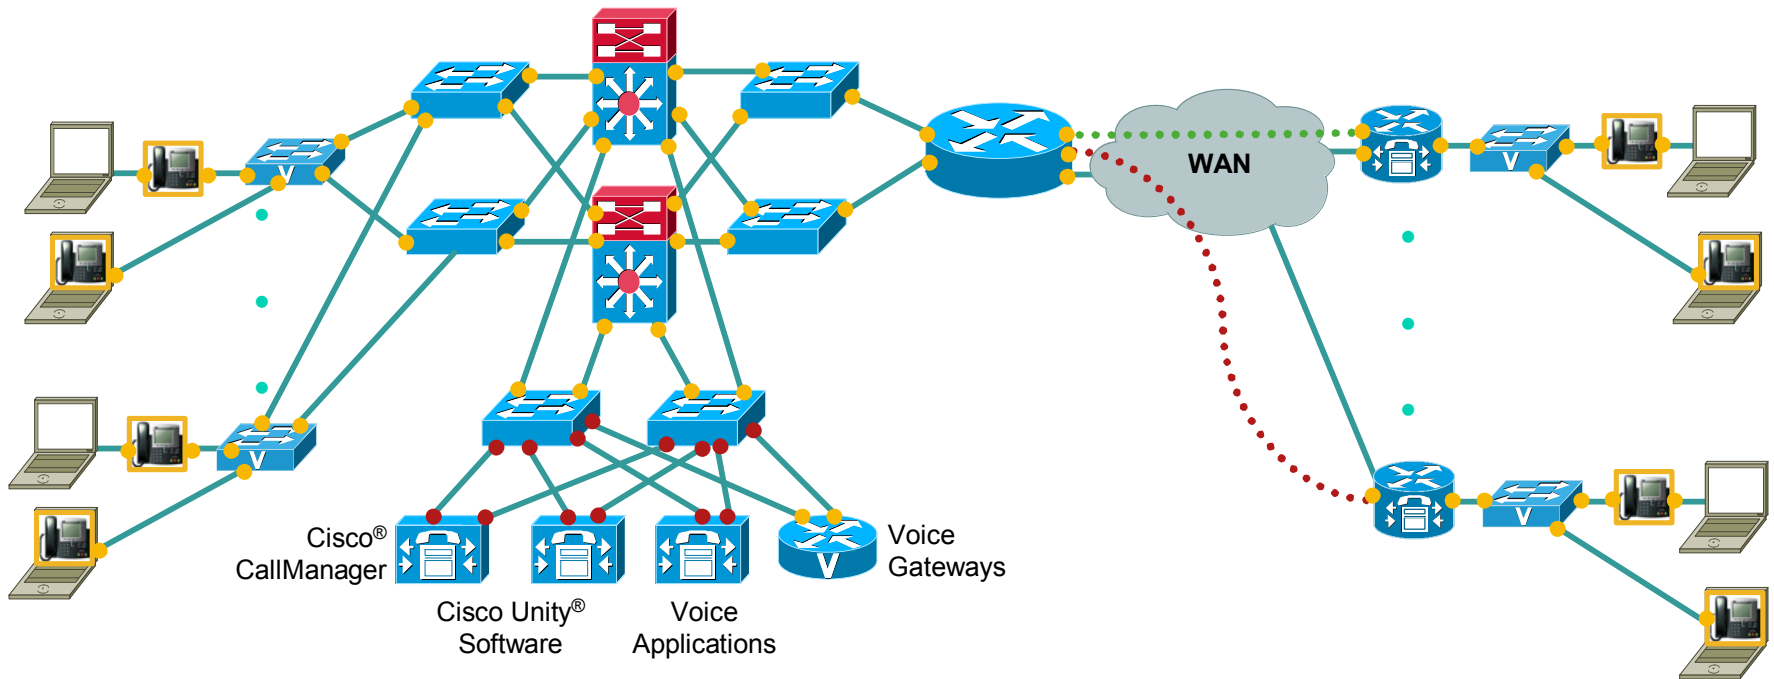 WAN
V
V
V
V
Cisco®
CallManager
Cisco Unity®
Software
Voice
Applications
V
Voice
Gateways